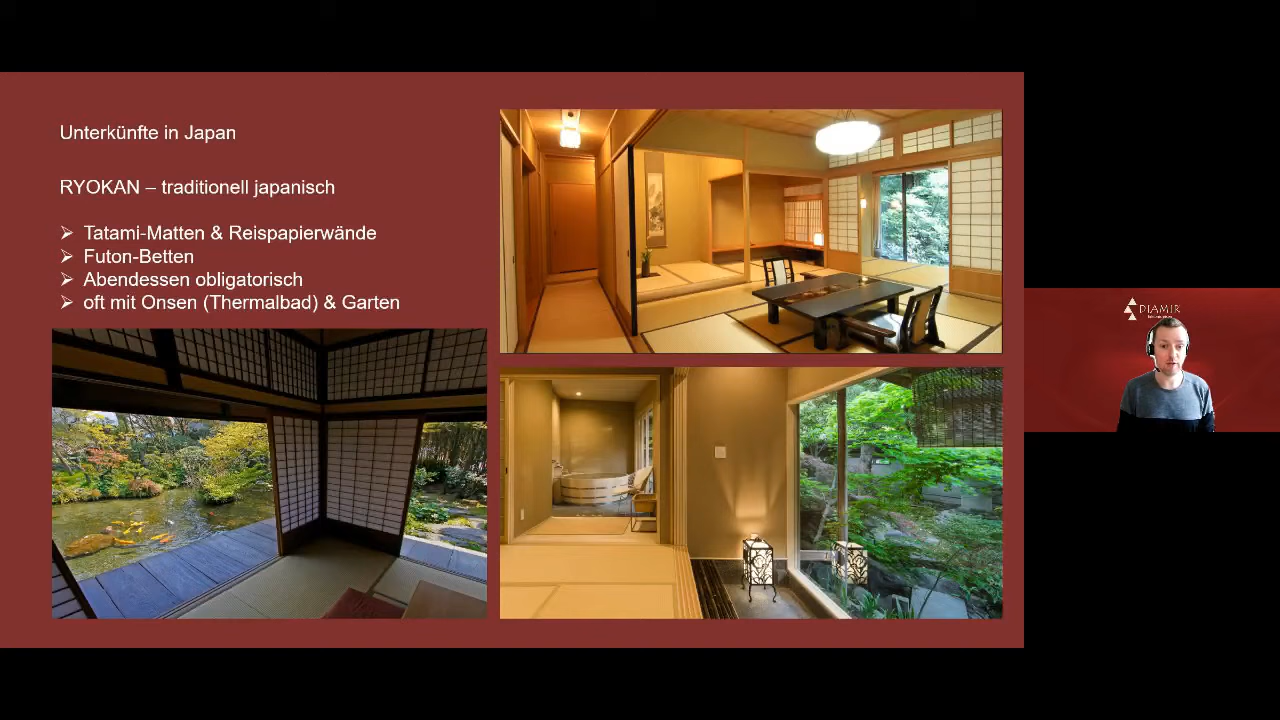 Unterkünfte in Japan
RYOKAN – traditionell japanisch
➢ Tatami-Matten & Reispapierwände
➢ Futon-Betten
➢ Abendessen obligatorisch
➢ oft mit Onsen (Thermalbad) & Garten
DIAMIR